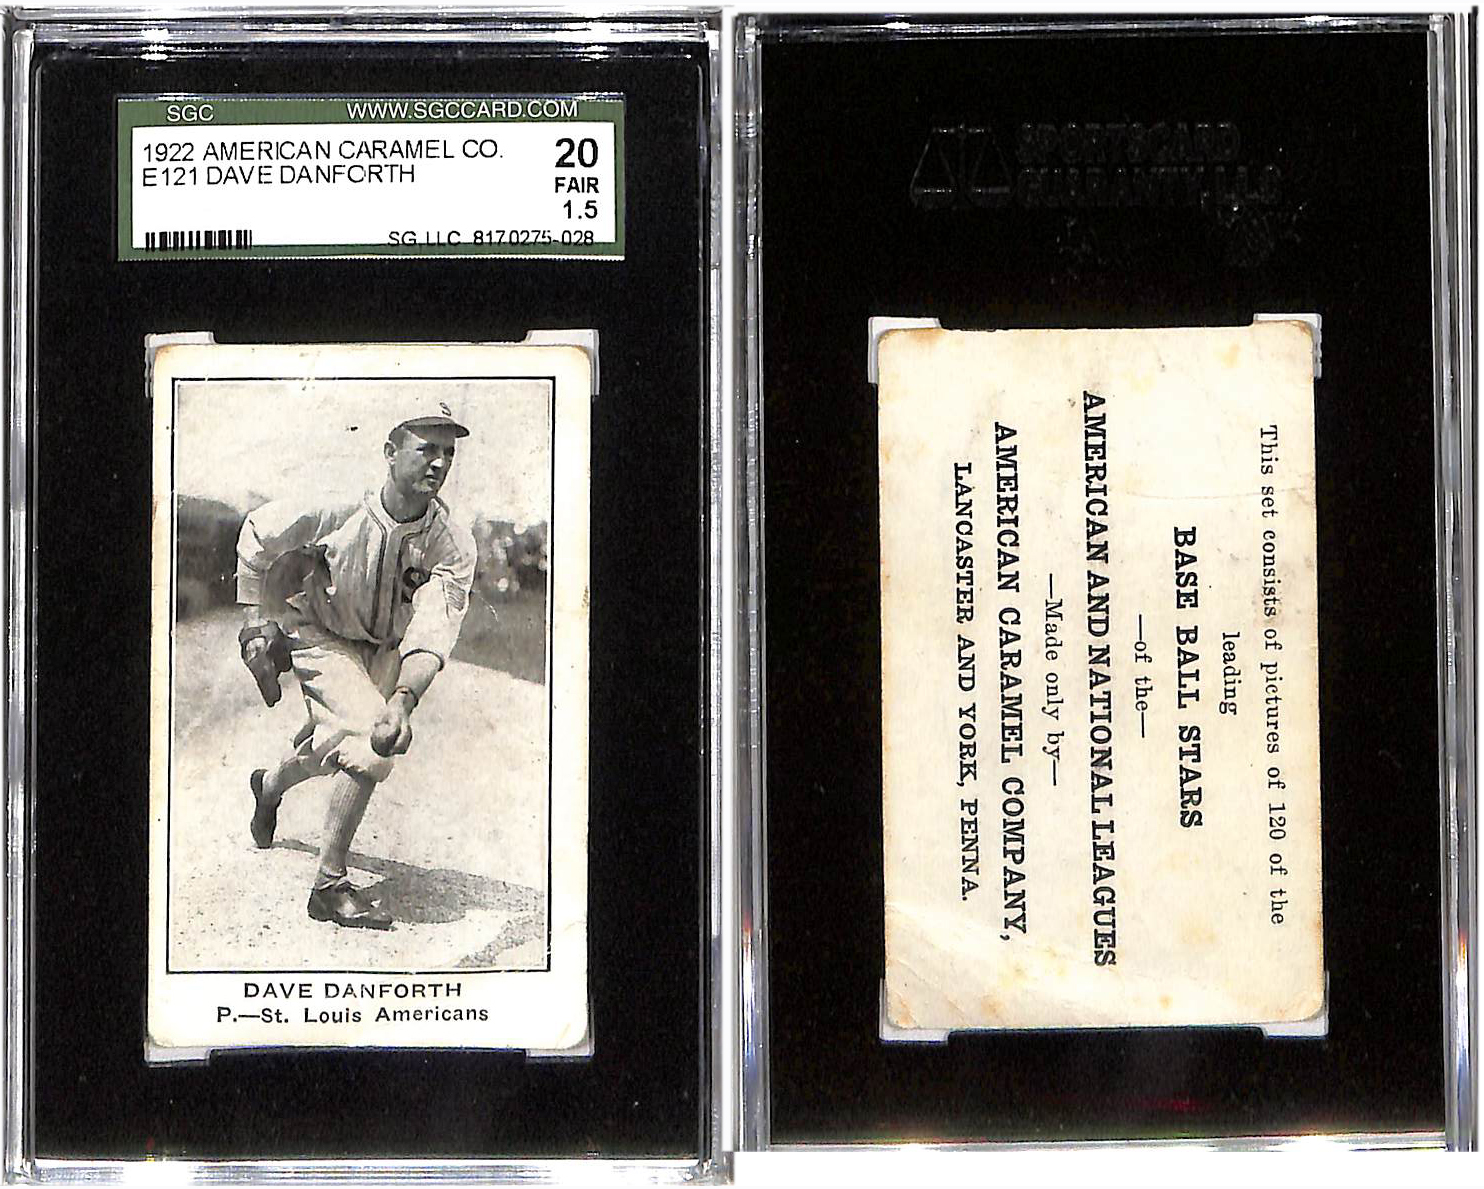 SGC WWW.SGCCARD.COM
1922 AMERICAN CARAMEL CO.
E121 DAVE DANFORTH
20
FAIR
1.5
SG LLC 8170275-028
DAVE DANFORTH
P.—St. Louis Americans
SPORTSCARD
GUARANTY, LLC
This set consists of pictures of 120 of the
leading
BASE BALL STARS
—of the—
AMERICAN AND NATIONAL LEAGUES
—Made only by—
AMERICAN CARAMEL COMPANY,
LANCASTER AND YORK, PENNA.